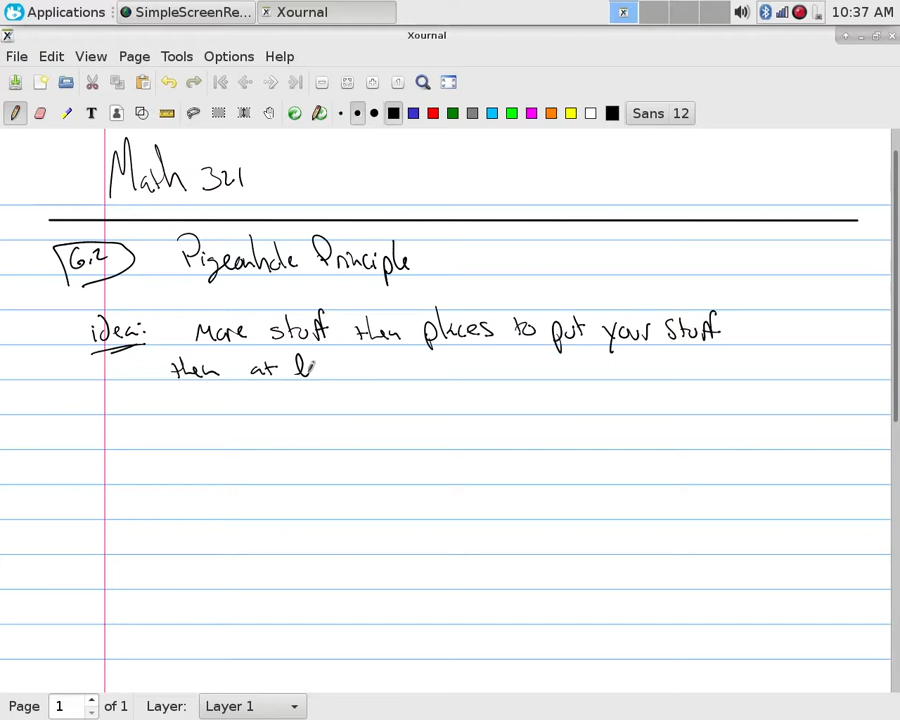 Applications SimpleScreenRe... Xournal 10:37 AM
Xournal
File Edit View Page Tools Options Help
T Sans 12
Math 321
6.2 Pigeonhole Principle
idea: More stuff then places to put your stuff
then at l
Page 1 of 1 Layer: Layer 1